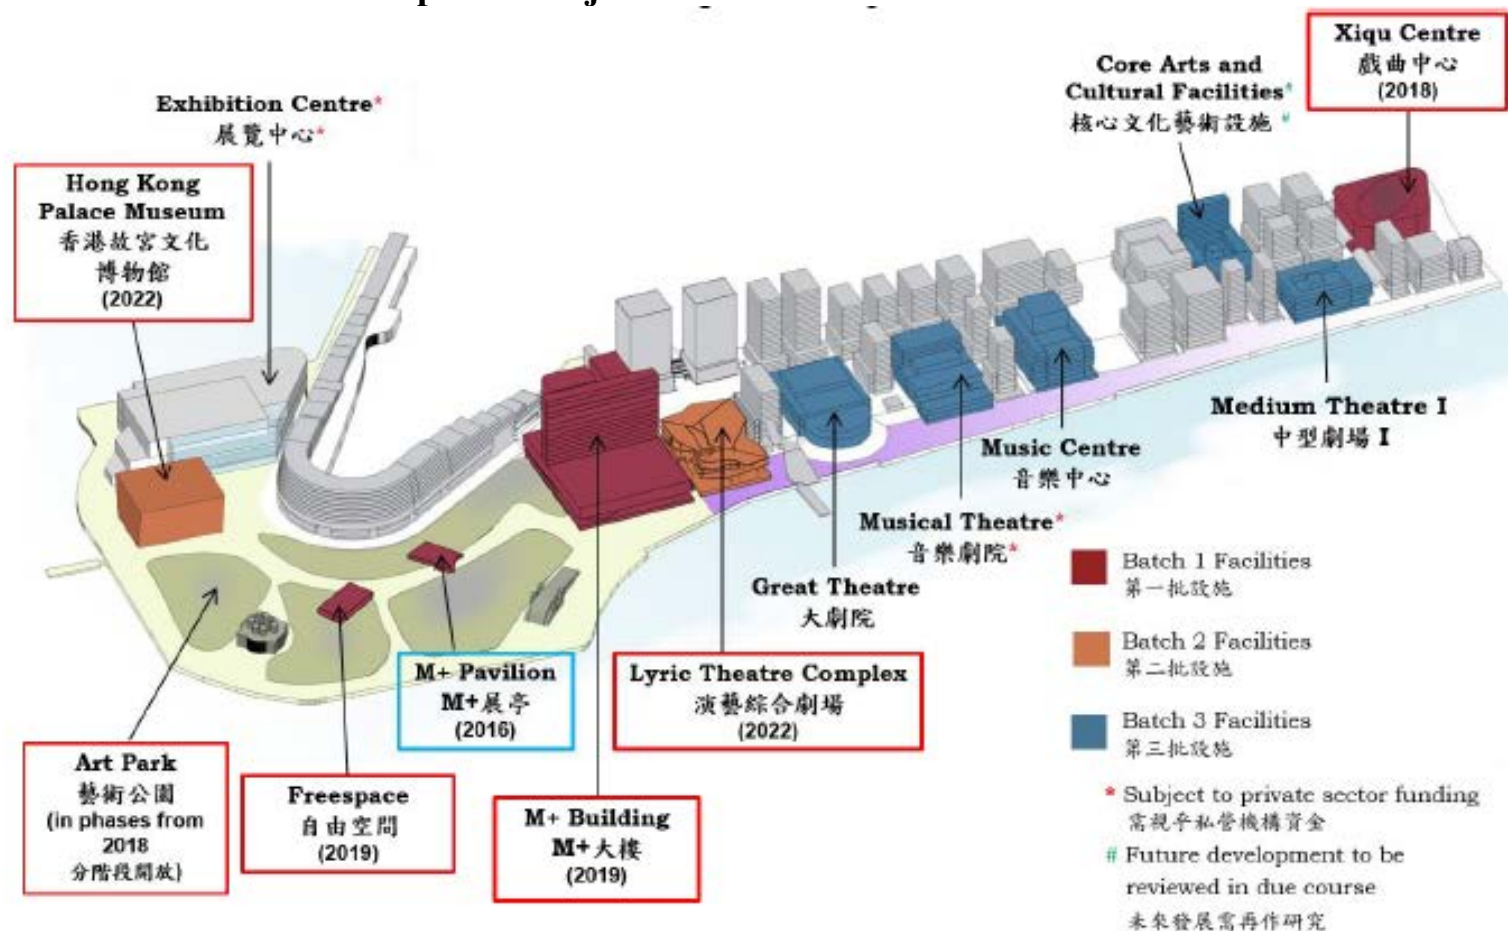 Exhibition Centre*
展覽中心*
Hong Kong
Palace Museum
香港故宮文化
博物館
(2022)
Core Arts and
Cultural Facilities#
核心文化藝術設施 #
Xiqu Centre
戲曲中心
(2018)
Medium Theatre I
中型劇場 I
Music Centre
音樂中心
Musical Theatre*
音樂劇院*
Great Theatre
大劇院
Lyric Theatre Complex
演藝綜合劇場
(2022)
M+ Pavilion
M+展亭
(2016)
M+ Building
M+大樓
(2019)
Freespace
自由空間
(2019)
Art Park
藝術公園
(in phases from
2018
分階段開放)
Batch 1 Facilities
第一批設施
Batch 2 Facilities
第二批設施
Batch 3 Facilities
第三批設施
* Subject to private sector funding
需視乎私營機構資金
# Future development to be
reviewed in due course
未來發展需再作研究